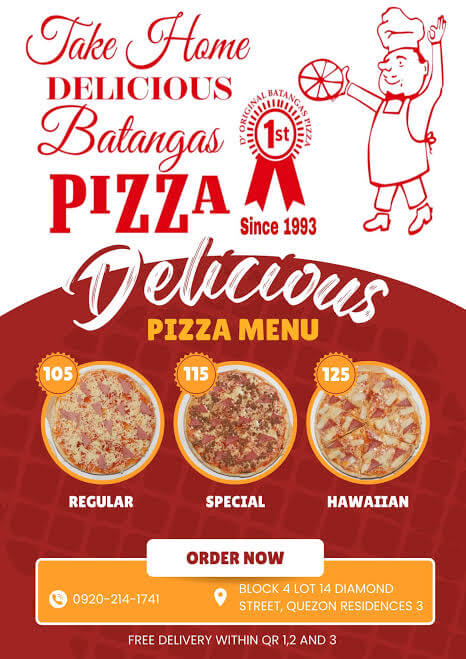 Take Home
DELICIOUS
Batangas
PIZZA
D' ORIGINAL BATANGAS PIZZA
1st
Since 1993
Delicious
PIZZA MENU
105
115
125
REGULAR
SPECIAL
HAWAIIAN
ORDER NOW
0920-214-1741
BLOCK 4 LOT 14 DIAMOND
STREET, QUEZON RESIDENCES 3
FREE DELIVERY WITHIN QR 1,2 AND 3